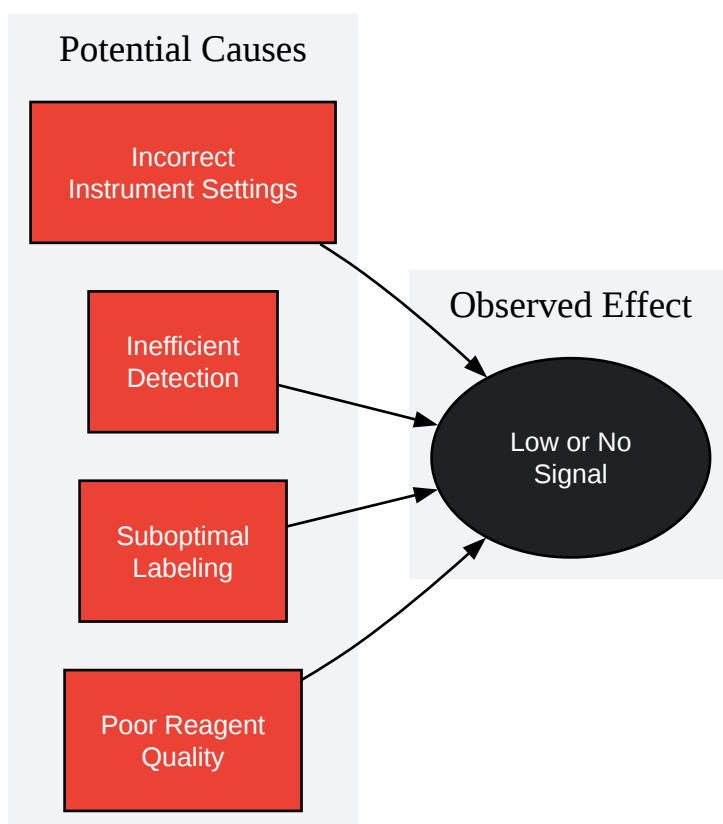 Potential Causes
Incorrect
Instrument Settings
Inefficient
Detection
Suboptimal
Labeling
Poor Reagent
Quality
Observed Effect
Low or No
Signal